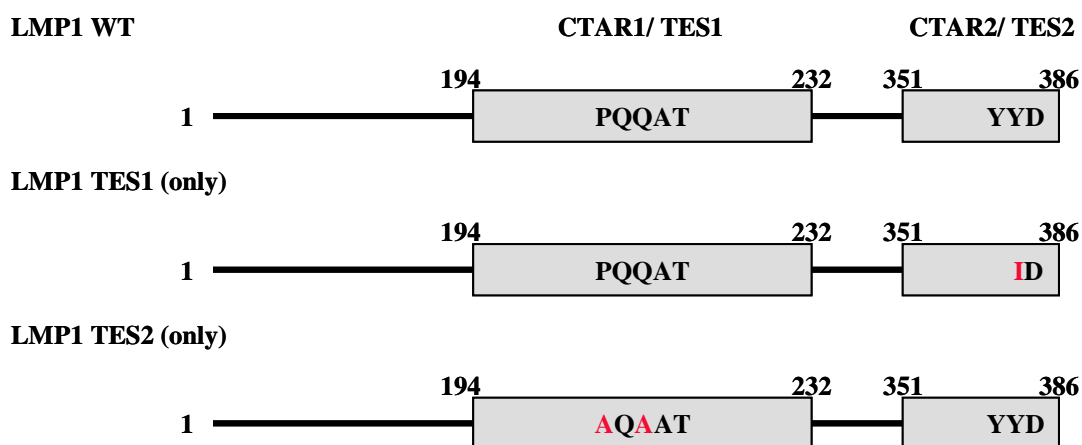 LMP1 WT CTAR1/ TES1 CTAR2/ TES2
194 232 351 386
1 PQQAT YYD
LMP1 TES1 (only)
194 232 351 386
1 PQQAT ID
LMP1 TES2 (only)
194 232 351 386
1 AQAAT YYD